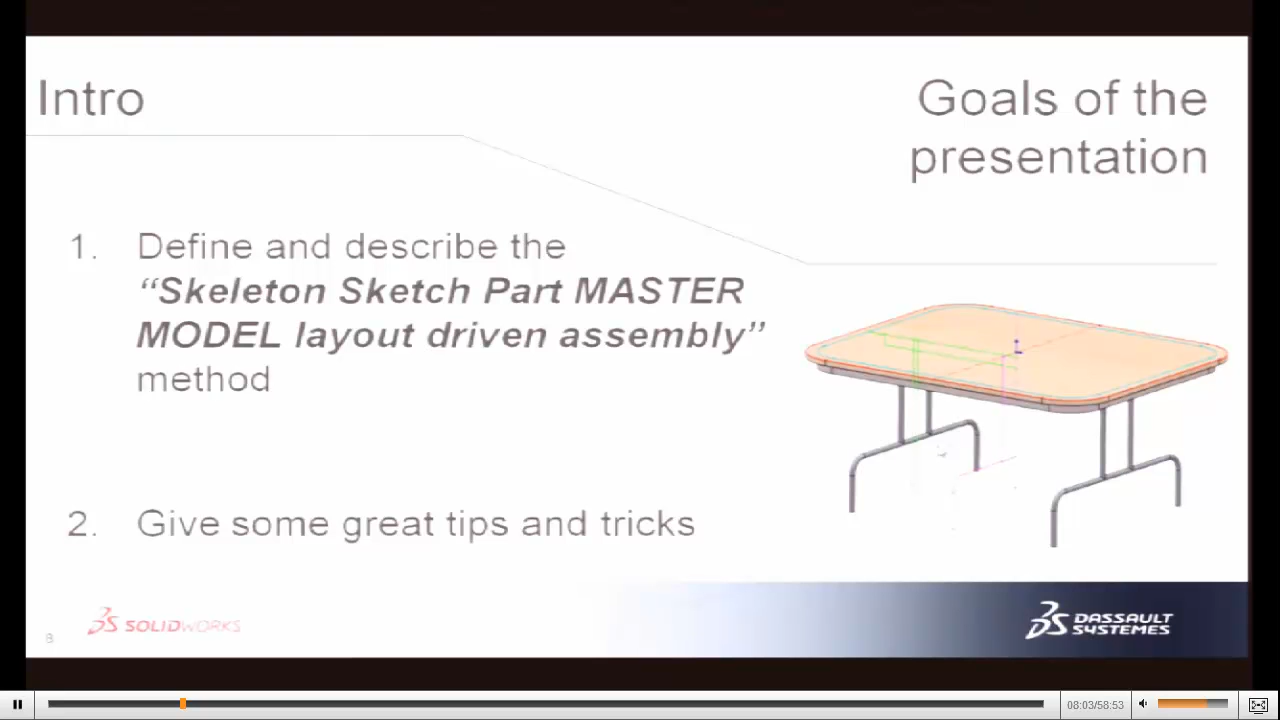 Intro
Goals of the
presentation
1. Define and describe the
“Skeleton Sketch Part MASTER
MODEL layout driven assembly”
method
2. Give some great tips and tricks
8
SOLIDWORKS
DASSAULT
SYSTEMES
08:03/58:53